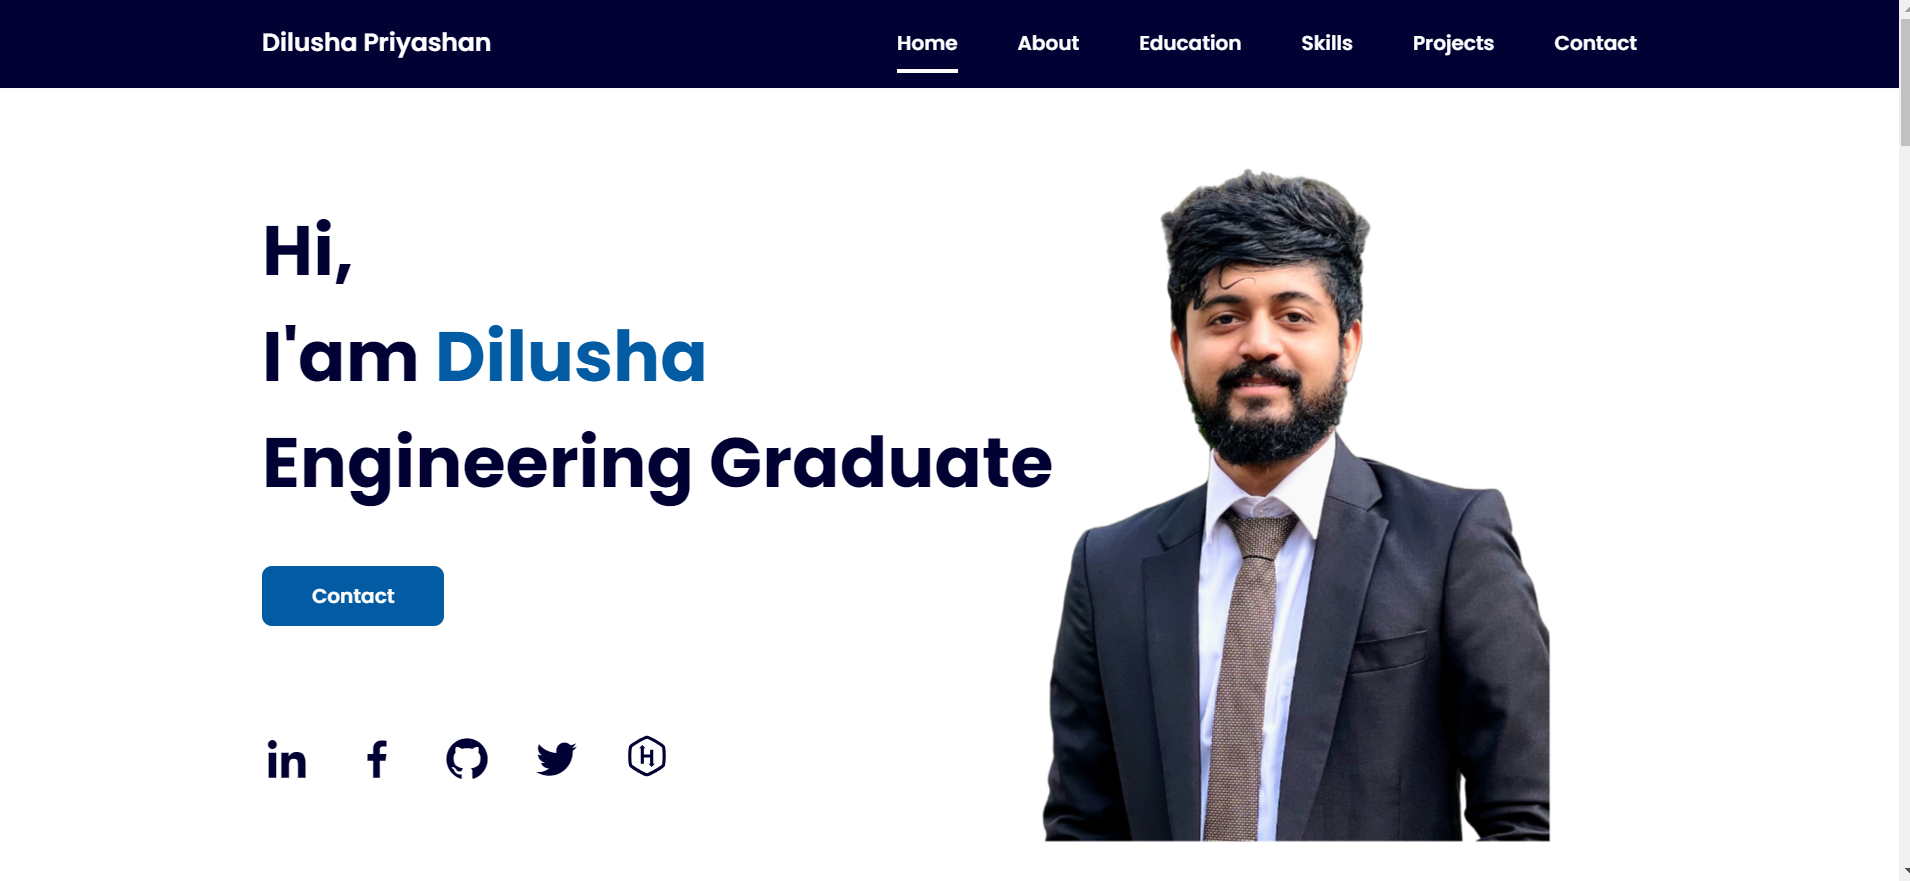 Dilusha Priyashan
Home About Education Skills Projects Contact
Hi,
I'am Dilusha
Engineering Graduate
Contact
in f H